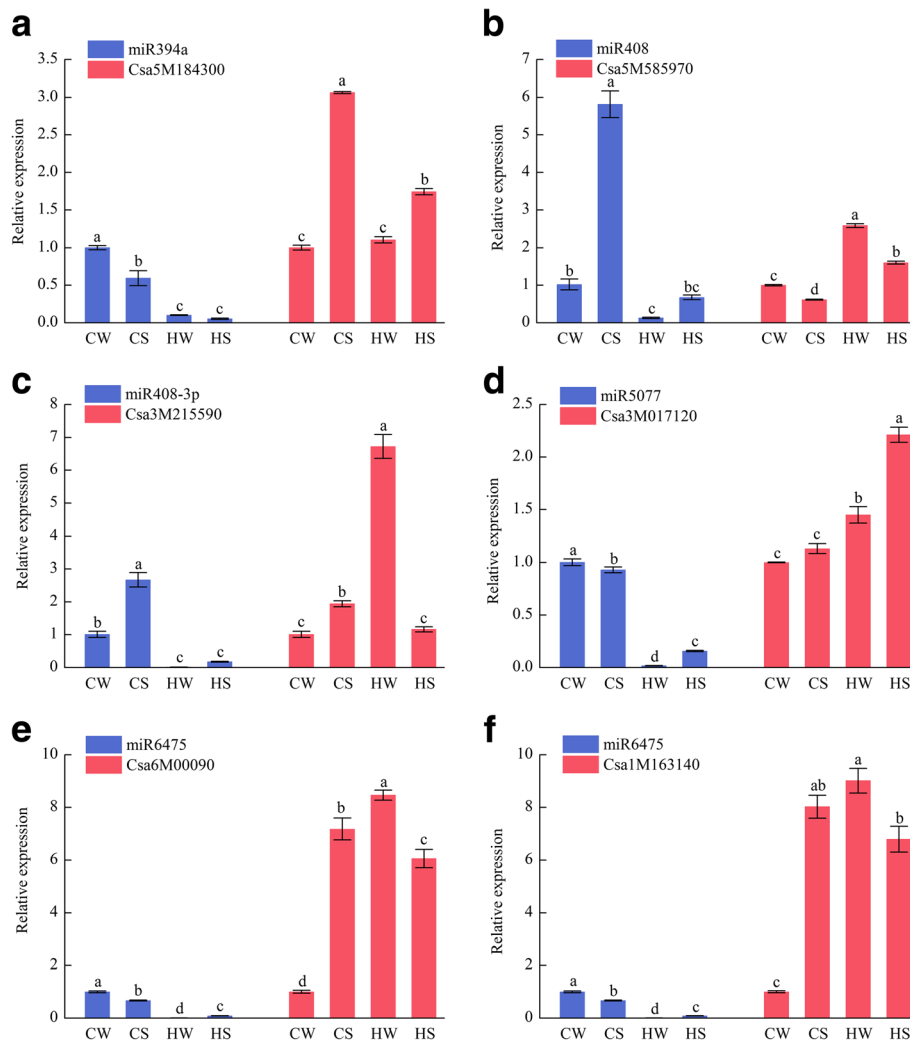 a
miR394a
Csa5M184300
Relative expression
3.5
3.0
2.5
2.0
1.5
1.0
0.5
0.0
a
b
c
c
c
a
c
b
CW CS HW HS CW CS HW HS
b
miR408
Csa5M585970
Relative expression
7
6
5
4
3
2
1
0
b
a
c
bc
c
d
a
b
CW CS HW HS CW CS HW HS
c
miR408-3p
Csa3M215590
Relative expression
8
7
6
5
4
3
2
1
0
b
a
c
c
c
b
a
c
CW CS HW HS CW CS HW HS
d
miR5077
Csa3M017120
Relative expression
2.5
2.0
1.5
1.0
0.5
0.0
a
b
d
c
c
c
b
a
CW CS HW HS CW CS HW HS
e
miR6475
Csa6M00090
Relative expression
10
8
6
4
2
0
a
b
d
c
d
b
a
c
CW CS HW HS CW CS HW HS
f
miR6475
Csa1M163140
Relative expression
10
8
6
4
2
0
a
b
d
c
c
ab
a
b
CW CS HW HS CW CS HW HS